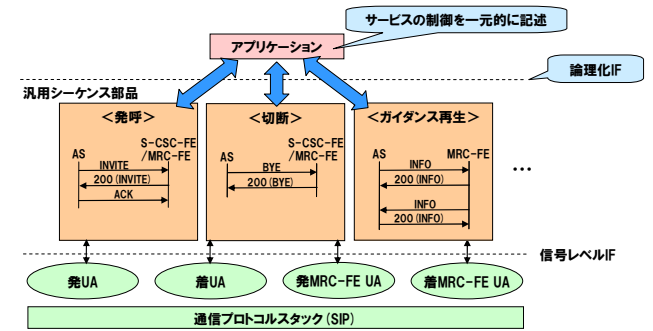 サービスの制御を一元的に記述
アプリケーション
論理化IF
汎用シーケンス部品
＜発呼＞
AS
S-CSC-FE
/MRC-FE
INVITE
200(INVITE)
ACK
＜切断＞
AS
S-CSC-FE
/MRC-FE
BYE
200(BYE)
＜ガイダンス再生＞
AS
MRC-FE
INFO
200(INFO)
INFO
200(INFO)
…
信号レベルIF
発UA
着UA
発MRC-FE UA
着MRC-FE UA
通信プロトコルスタック(SIP)